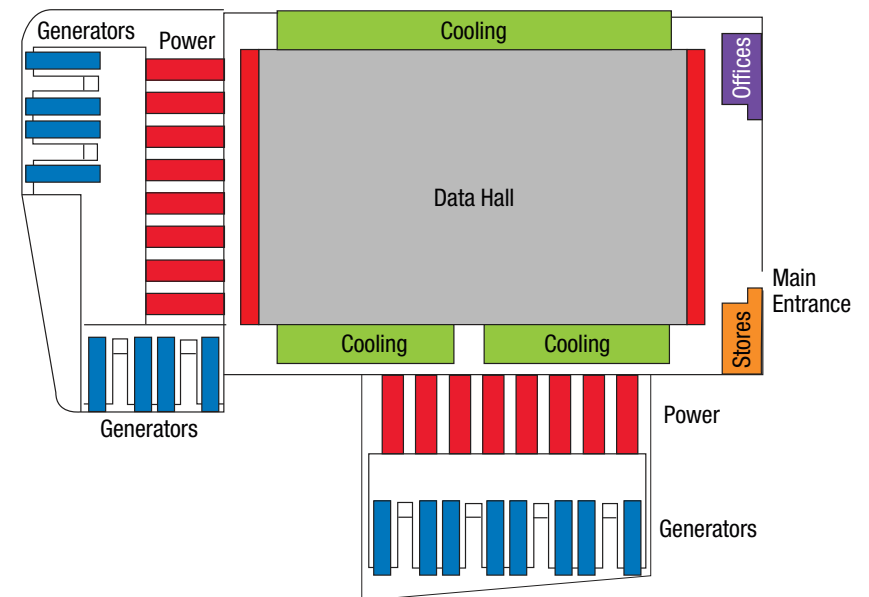 Generators
Power
Cooling
Offices
Data Hall
Main
Entrance
Stores
Cooling
Cooling
Generators
Power
Generators